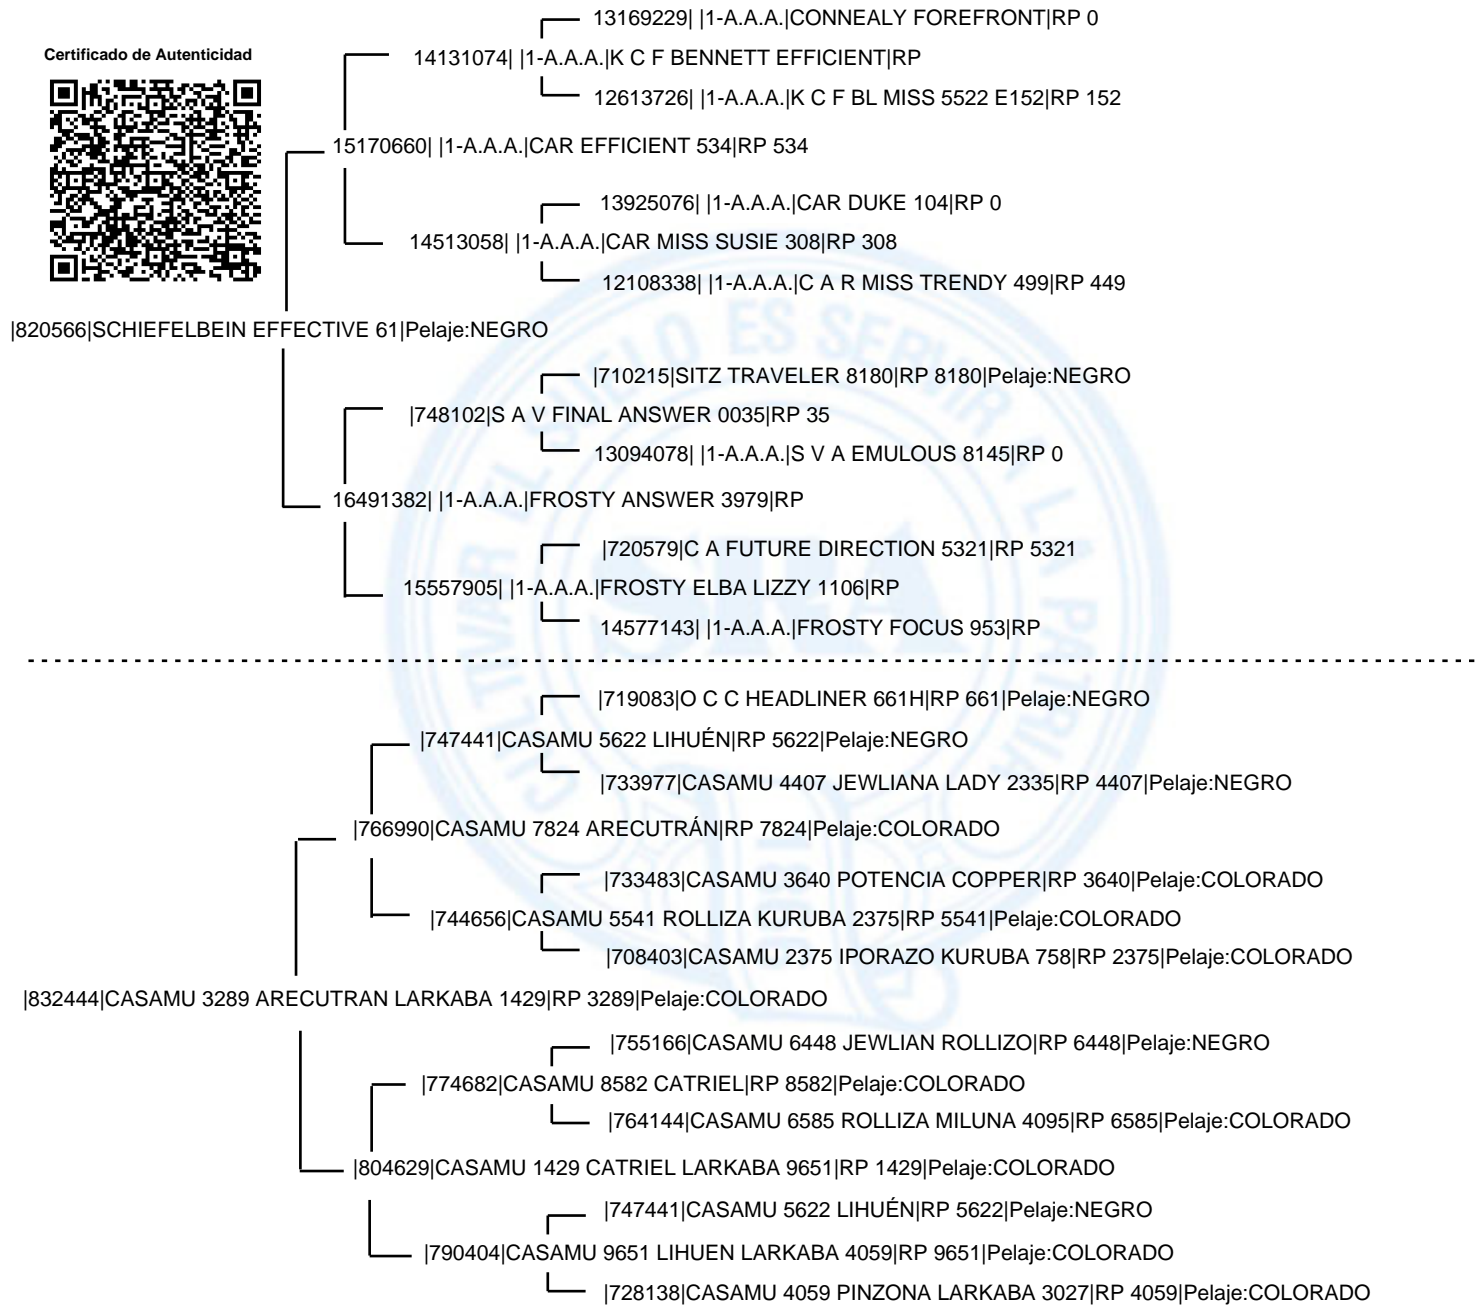 13169229| |1-A.A.A.|CONNEALY FOREFRONT|RP 0
Certificado de Autenticidad
14131074| |1-A.A.A.|K C F BENNETT EFFICIENT|RP
12613726| |1-A.A.A.|K C F BL MISS 5522 E152|RP 152
15170660| |1-A.A.A.|CAR EFFICIENT 534|RP 534
13925076| |1-A.A.A.|CAR DUKE 104|RP 0
14513058| |1-A.A.A.|CAR MISS SUSIE 308|RP 308
12108338| |1-A.A.A.|C A R MISS TRENDY 499|RP 449
|820566|SCHIEFELBEIN EFFECTIVE 61|Pelaje:NEGRO
|710215|SITZ TRAVELER 8180|RP 8180|Pelaje:NEGRO
|748102|S A V FINAL ANSWER 0035|RP 35
13094078| |1-A.A.A.|S V A EMULOUS 8145|RP 0
16491382| |1-A.A.A.|FROSTY ANSWER 3979|RP
|720579|C A FUTURE DIRECTION 5321|RP 5321
15557905| |1-A.A.A.|FROSTY ELBA LIZZY 1106|RP
14577143| |1-A.A.A.|FROSTY FOCUS 953|RP
|719083|O C C HEADLINER 661H|RP 661|Pelaje:NEGRO
|747441|CASAMU 5622 LIHUÉN|RP 5622|Pelaje:NEGRO
|733977|CASAMU 4407 JEWLIANA LADY 2335|RP 4407|Pelaje:NEGRO
|766990|CASAMU 7824 ARECUTRÁN|RP 7824|Pelaje:COLORADO
|733483|CASAMU 3640 POTENCIA COPPER|RP 3640|Pelaje:COLORADO
|744656|CASAMU 5541 ROLLIZA KURUBA 2375|RP 5541|Pelaje:COLORADO
|708403|CASAMU 2375 IPORAZO KURUBA 758|RP 2375|Pelaje:COLORADO
|832444|CASAMU 3289 ARECUTRAN LARKABA 1429|RP 3289|Pelaje:COLORADO
|755166|CASAMU 6448 JEWLIAN ROLLIZO|RP 6448|Pelaje:NEGRO
|774682|CASAMU 8582 CATRIEL|RP 8582|Pelaje:COLORADO
|764144|CASAMU 6585 ROLLIZA MILUNA 4095|RP 6585|Pelaje:COLORADO
|804629|CASAMU 1429 CATRIEL LARKABA 9651|RP 1429|Pelaje:COLORADO
|747441|CASAMU 5622 LIHUÉN|RP 5622|Pelaje:NEGRO
|790404|CASAMU 9651 LIHUEN LARKABA 4059|RP 9651|Pelaje:COLORADO
|728138|CASAMU 4059 PINZONA LARKABA 3027|RP 4059|Pelaje:COLORADO
CULTIVAR EL SUELO ES SERVIR A LA PATRIA
SRA